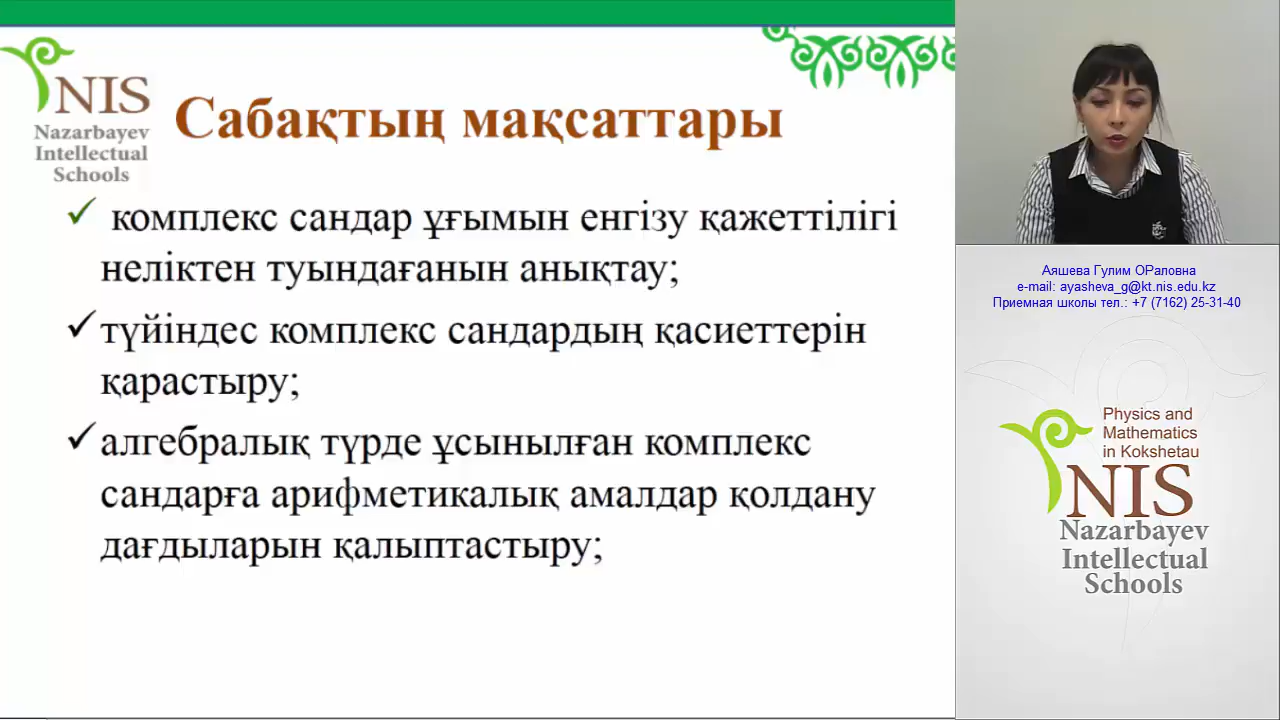 NIS
Nazarbayev
Intellectual
Schools
Сабақтың мақсаттары
комплекс сандар ұғымын енгізу қажеттілігі
неліктен туындағанын анықтау;
түйіндес комплекс сандардың қасиеттерін
қарастыру;
алгебралық түрде ұсынылған комплекс
сандарға арифметикалық амалдар қолдану
дағдыларын қалыптастыру;
Аяшева Гулим ОРаловна
e-mail: ayasheva_g@kt.nis.edu.kz
Приемная школы тел.: +7 (7162) 25-31-40
Physics and
Mathematics
in Kokshetau
NIS
Nazarbayev
Intellectual
Schools